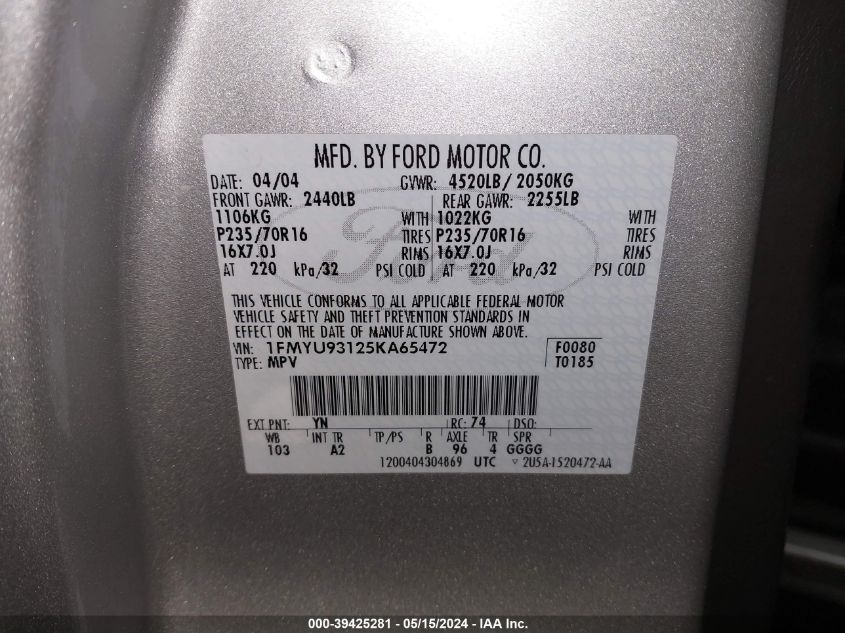 MFD. BY FORD MOTOR CO.
DATE: 04/04 GVWR: 4520LB/ 2050KG
FRONT GAWR: 2440LB REAR GAWR: 2255LB
1106KG WITH 1022KG WITH
P235/70R16 TIRES P235/70R16 TIRES
16X7.0J RIMS 16X7.0J RIMS
AT 220 kPa/32 PSI COLD AT 220 kPa/32 PSI COLD
Ford
THIS VEHICLE CONFORMS TO ALL APPLICABLE FEDERAL MOTOR
VEHICLE SAFETY AND THEFT PREVENTION STANDARDS IN
EFFECT ON THE DATE OF MANUFACTURE SHOWN ABOVE.
VIN: 1FMYU93125KA65472 F0080
TYPE: MPV T0185
EXT PNT: YN RC: 74 DSO:
WB INT TR TP/PS R AXLE TR SPR
103 A2 B 96 4 GGGG
1200404304869 UTC ▽ 2U5A-1520472-AA
000-39425281 - 05/15/2024 - IAA Inc.